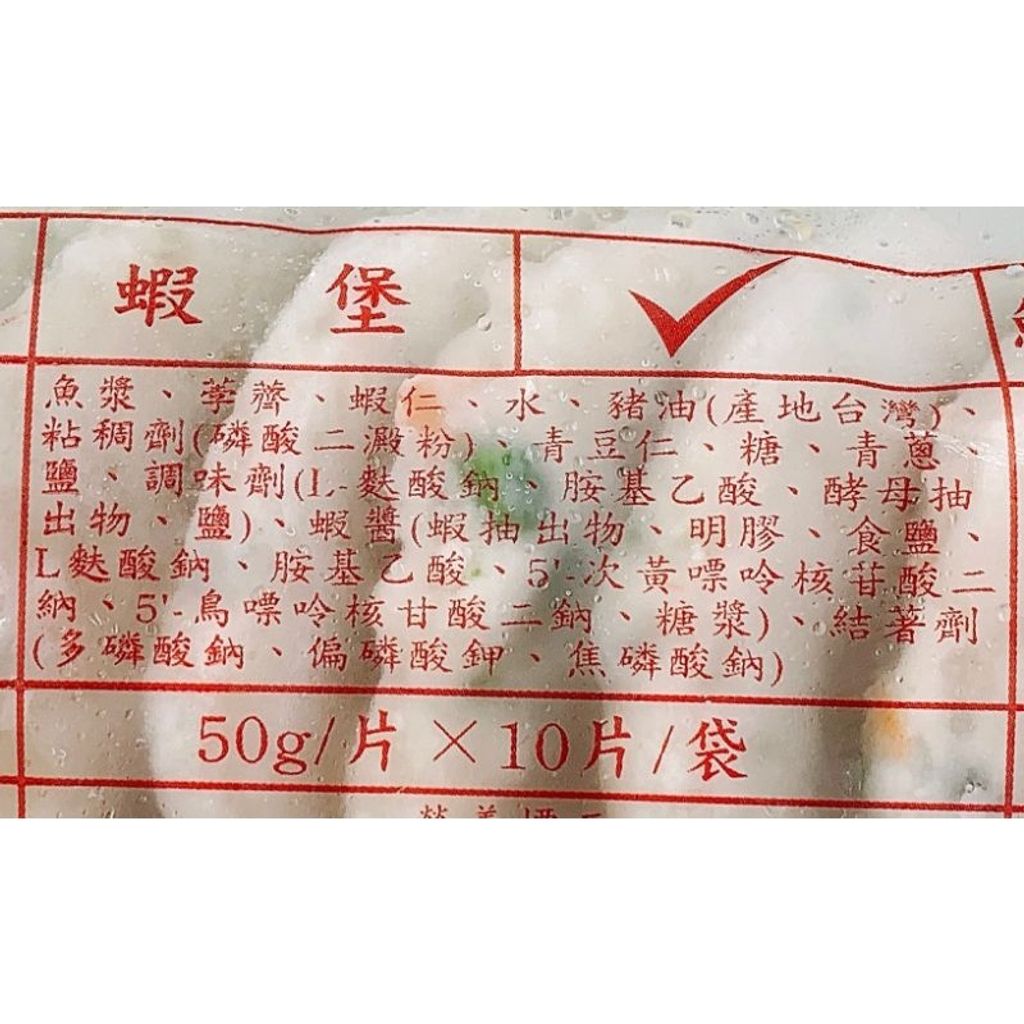 蝦堡 ✓
魚漿、荸薺、蝦仁、水、豬油(產地台灣)、
粘稠劑(磷酸二澱粉)、青豆仁、糖、青蔥、
鹽、調味劑(L-麩酸鈉、胺基乙酸、酵母抽
出物、鹽)、蝦醬(蝦抽出物、明膠、食鹽、
L麩酸鈉、胺基乙酸、5'-次黃嘌呤核苷酸二
納、5'-鳥嘌呤核甘酸二鈉、糖漿)、結著劑
(多磷酸鈉、偏磷酸鉀、焦磷酸鈉)
50g/片×10片/袋